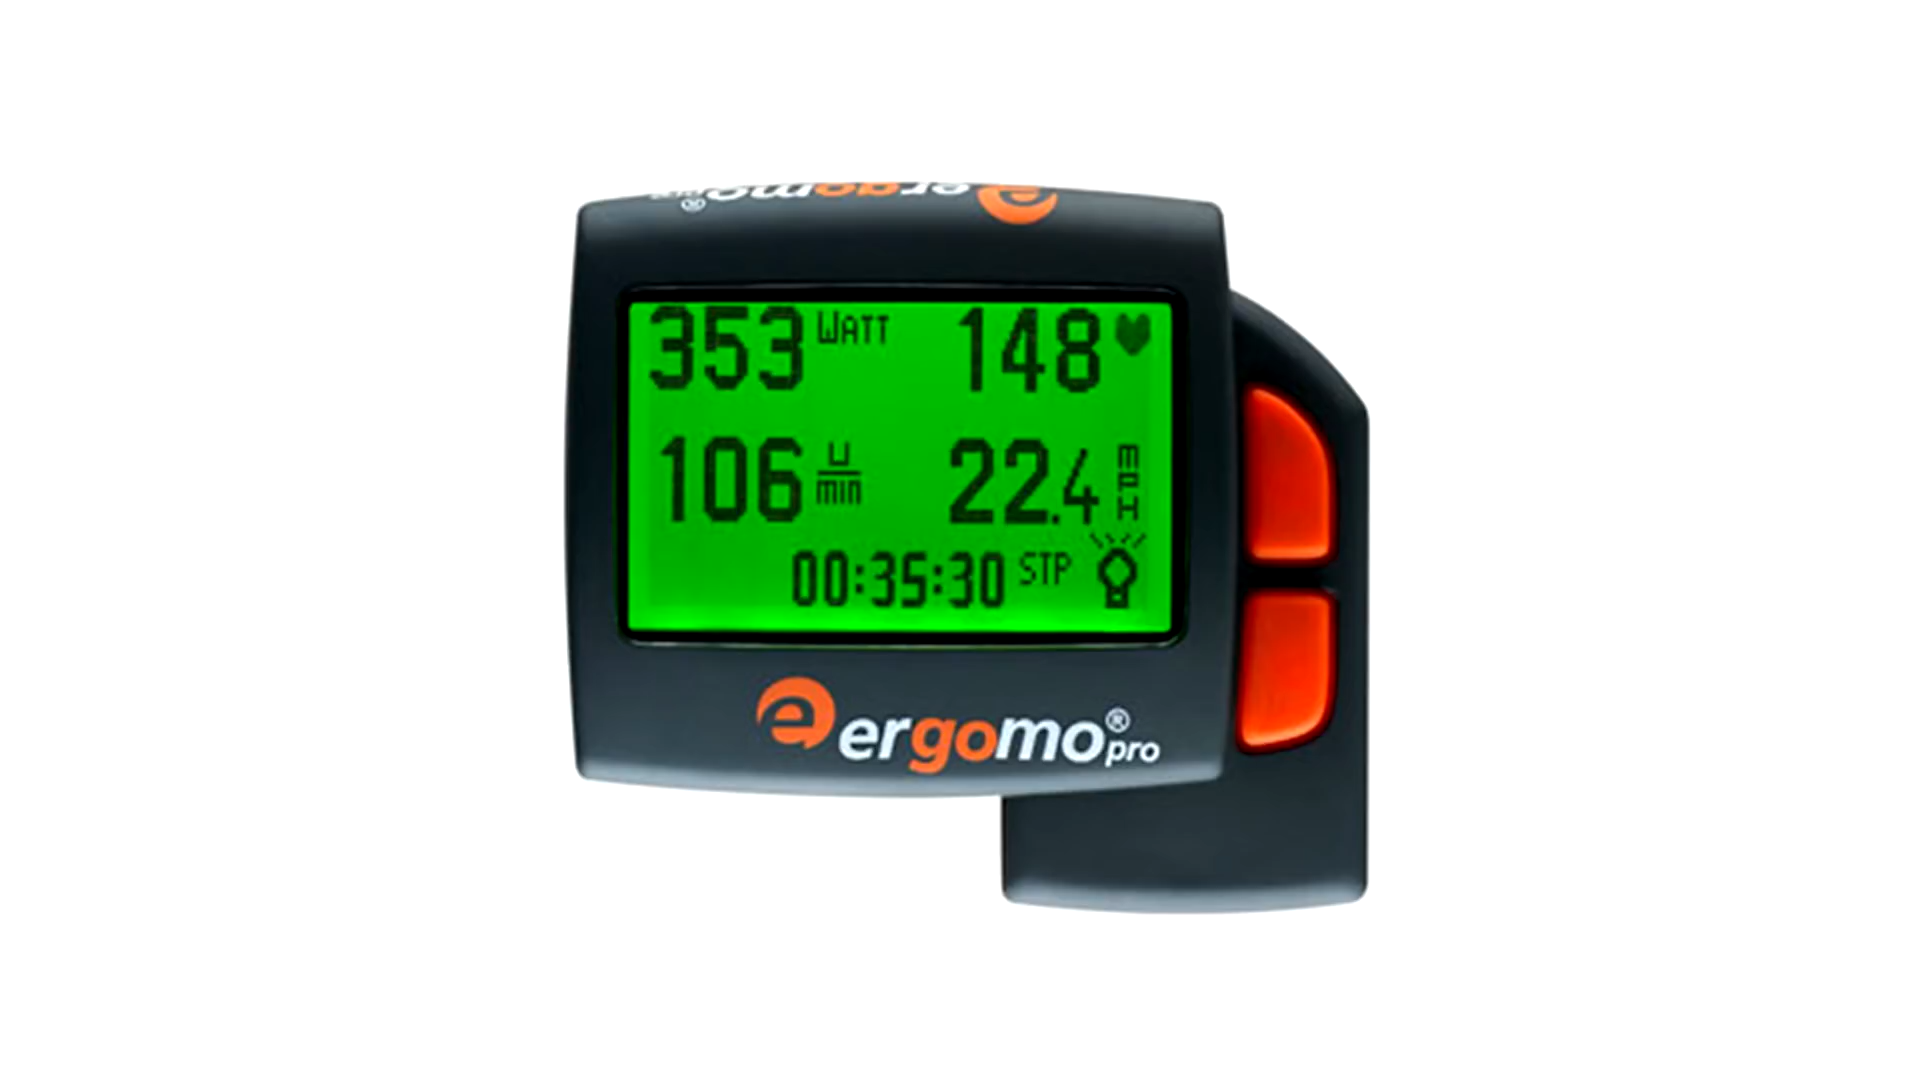 ergomo®
353 WATT 148
106 U/min 22.4 mPH
00:35:30 STP
e ergomo®pro